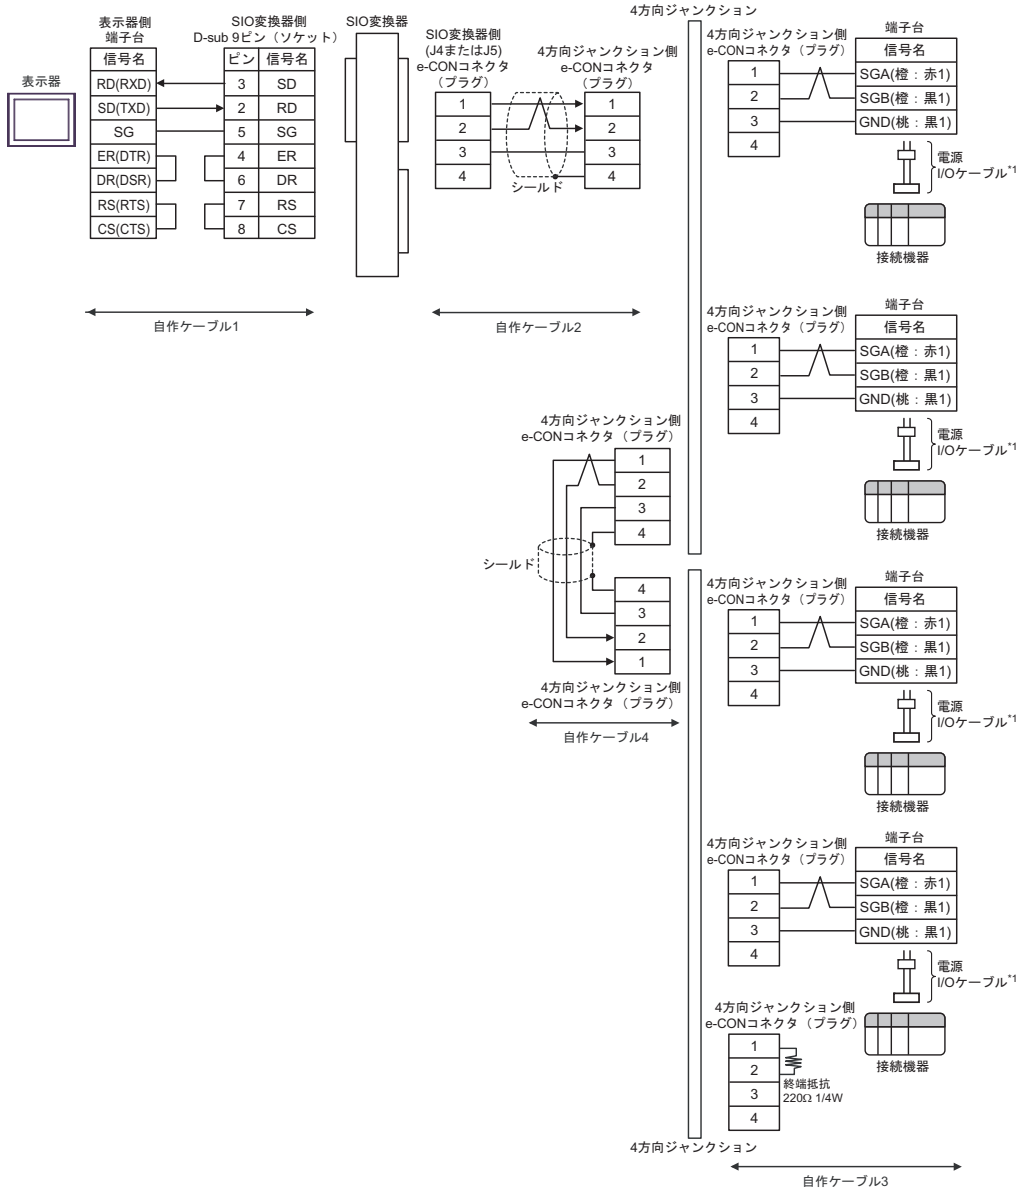 4方向ジャンクション
表示器
表示器側
端子台
信号名
RD(RXD)
SD(TXD)
SG
ER(DTR)
DR(DSR)
RS(RTS)
CS(CTS)
SIO変換器側
D-sub 9ピン（ソケット）
ピン 信号名
3 SD
2 RD
5 SG
4 ER
6 DR
7 RS
8 CS
自作ケーブル1
SIO変換器
SIO変換器側
(J4またはJ5)
e-CONコネクタ
（プラグ）
1
2
3
4
シールド
4方向ジャンクション側
e-CONコネクタ
（プラグ）
1
2
3
4
自作ケーブル2
4方向ジャンクション側
e-CONコネクタ（プラグ）
1
2
3
4
端子台
信号名
SGA(橙：赤1)
SGB(橙：黒1)
GND(桃：黒1)
電源
I/Oケーブル*1
接続機器
4方向ジャンクション側
e-CONコネクタ（プラグ）
1
2
3
4
端子台
信号名
SGA(橙：赤1)
SGB(橙：黒1)
GND(桃：黒1)
電源
I/Oケーブル*1
接続機器
4方向ジャンクション側
e-CONコネクタ（プラグ）
1
2
3
4
シールド
4
3
2
1
4方向ジャンクション側
e-CONコネクタ（プラグ）
自作ケーブル4
4方向ジャンクション側
e-CONコネクタ（プラグ）
1
2
3
4
端子台
信号名
SGA(橙：赤1)
SGB(橙：黒1)
GND(桃：黒1)
電源
I/Oケーブル*1
接続機器
4方向ジャンクション側
e-CONコネクタ（プラグ）
1
2
3
4
端子台
信号名
SGA(橙：赤1)
SGB(橙：黒1)
GND(桃：黒1)
電源
I/Oケーブル*1
接続機器
4方向ジャンクション側
e-CONコネクタ（プラグ）
1
2
3
4
終端抵抗
220Ω 1/4W
4方向ジャンクション
自作ケーブル3